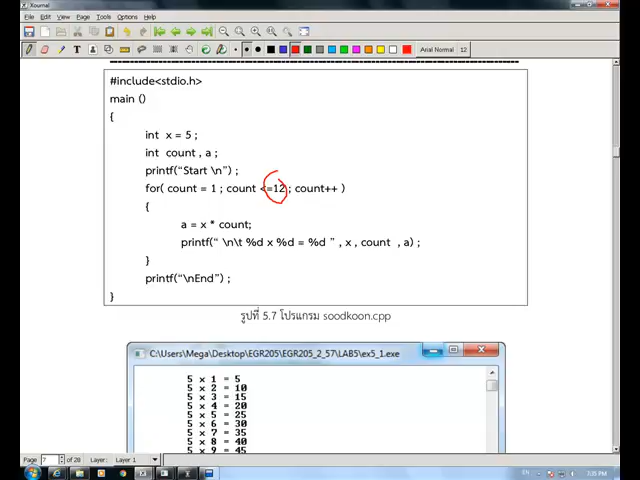 Xournal
File Edit View Page Tools Options Help
Arial Normal 12
#include<stdio.h>
main ()
{
int x = 5 ;
int count , a ;
printf(“Start \n”) ;
for( count = 1 ; count <=12 ; count++ )
{
a = x * count;
printf(“ \n\t %d x %d = %d ” , x , count , a) ;
}
printf(“\nEnd”) ;
}
รูปที่ 5.7 โปรแกรม soodkoon.cpp
C:\Users\Mega\Desktop\EGR205\EGR205_2_57\LAB5\ex5_1.exe
5 x 1 = 5
5 x 2 = 10
5 x 3 = 15
5 x 4 = 20
5 x 5 = 25
5 x 6 = 30
5 x 7 = 35
5 x 8 = 40
5 x 9 = 45
Page 7 of 28 Layer: Layer 1
EN 7:35 PM